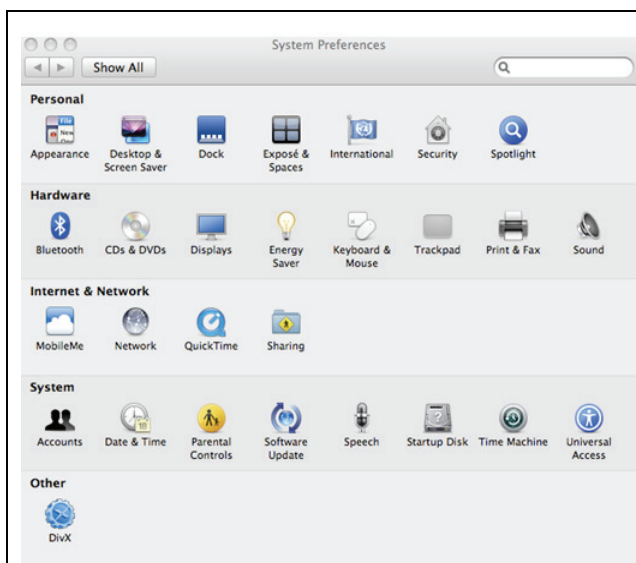 System Preferences
Show All
Personal
Appearance
Desktop &
Screen Saver
Dock
Exposé &
Spaces
International
Security
Spotlight
Hardware
Bluetooth
CDs & DVDs
Displays
Energy
Saver
Keyboard &
Mouse
Trackpad
Print & Fax
Sound
Internet & Network
MobileMe
Network
QuickTime
Sharing
System
Accounts
Date & Time
Parental
Controls
Software
Update
Speech
Startup Disk
Time Machine
Universal
Access
Other
DivX